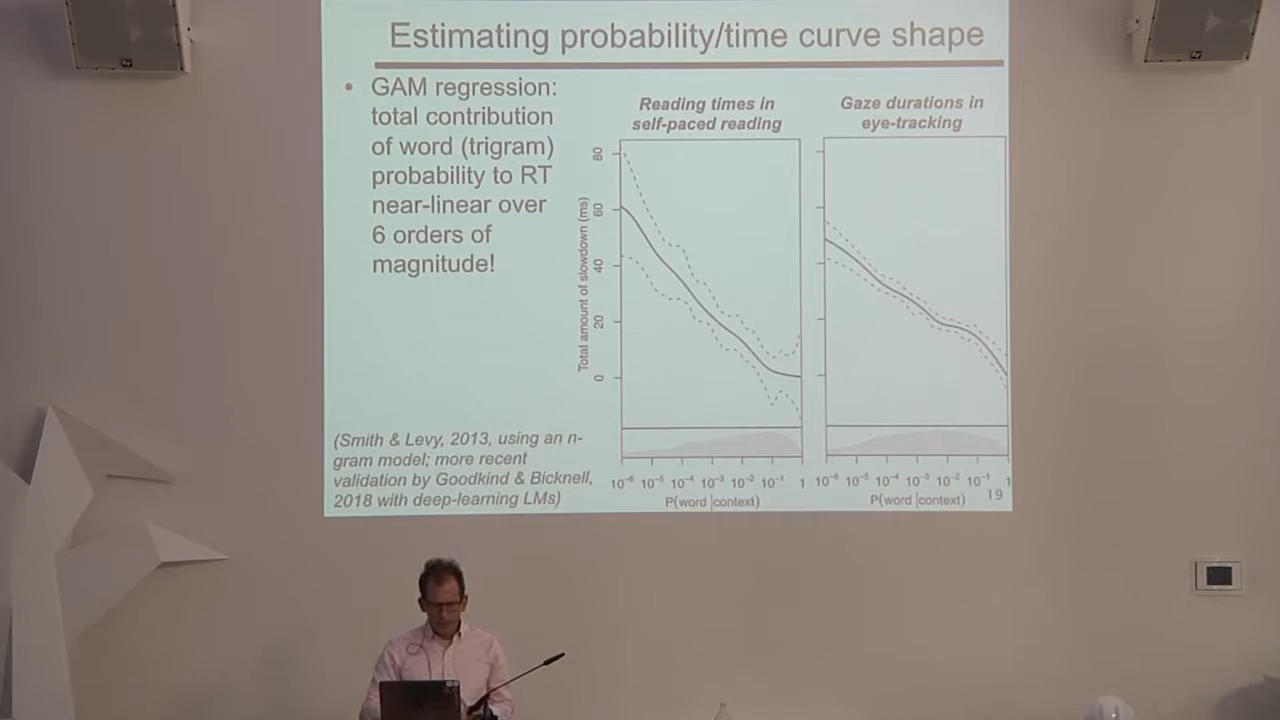 Estimating probability/time curve shape
• GAM regression:
total contribution
of word (trigram)
probability to RT
near-linear over
6 orders of
magnitude!
(Smith & Levy, 2013, using an n-
gram model; more recent
validation by Goodkind & Bicknell,
2018 with deep-learning LMs)
Reading times in
self-paced reading
Total amount of slowdown (ms)
80
60
40
20
0
10⁻⁶ 10⁻⁵ 10⁻⁴ 10⁻³ 10⁻² 10⁻¹ 1
P(word |context)
Gaze durations in
eye-tracking
10⁻⁶ 10⁻⁵ 10⁻⁴ 10⁻³ 10⁻² 10⁻¹ 1
P(word |context)
19